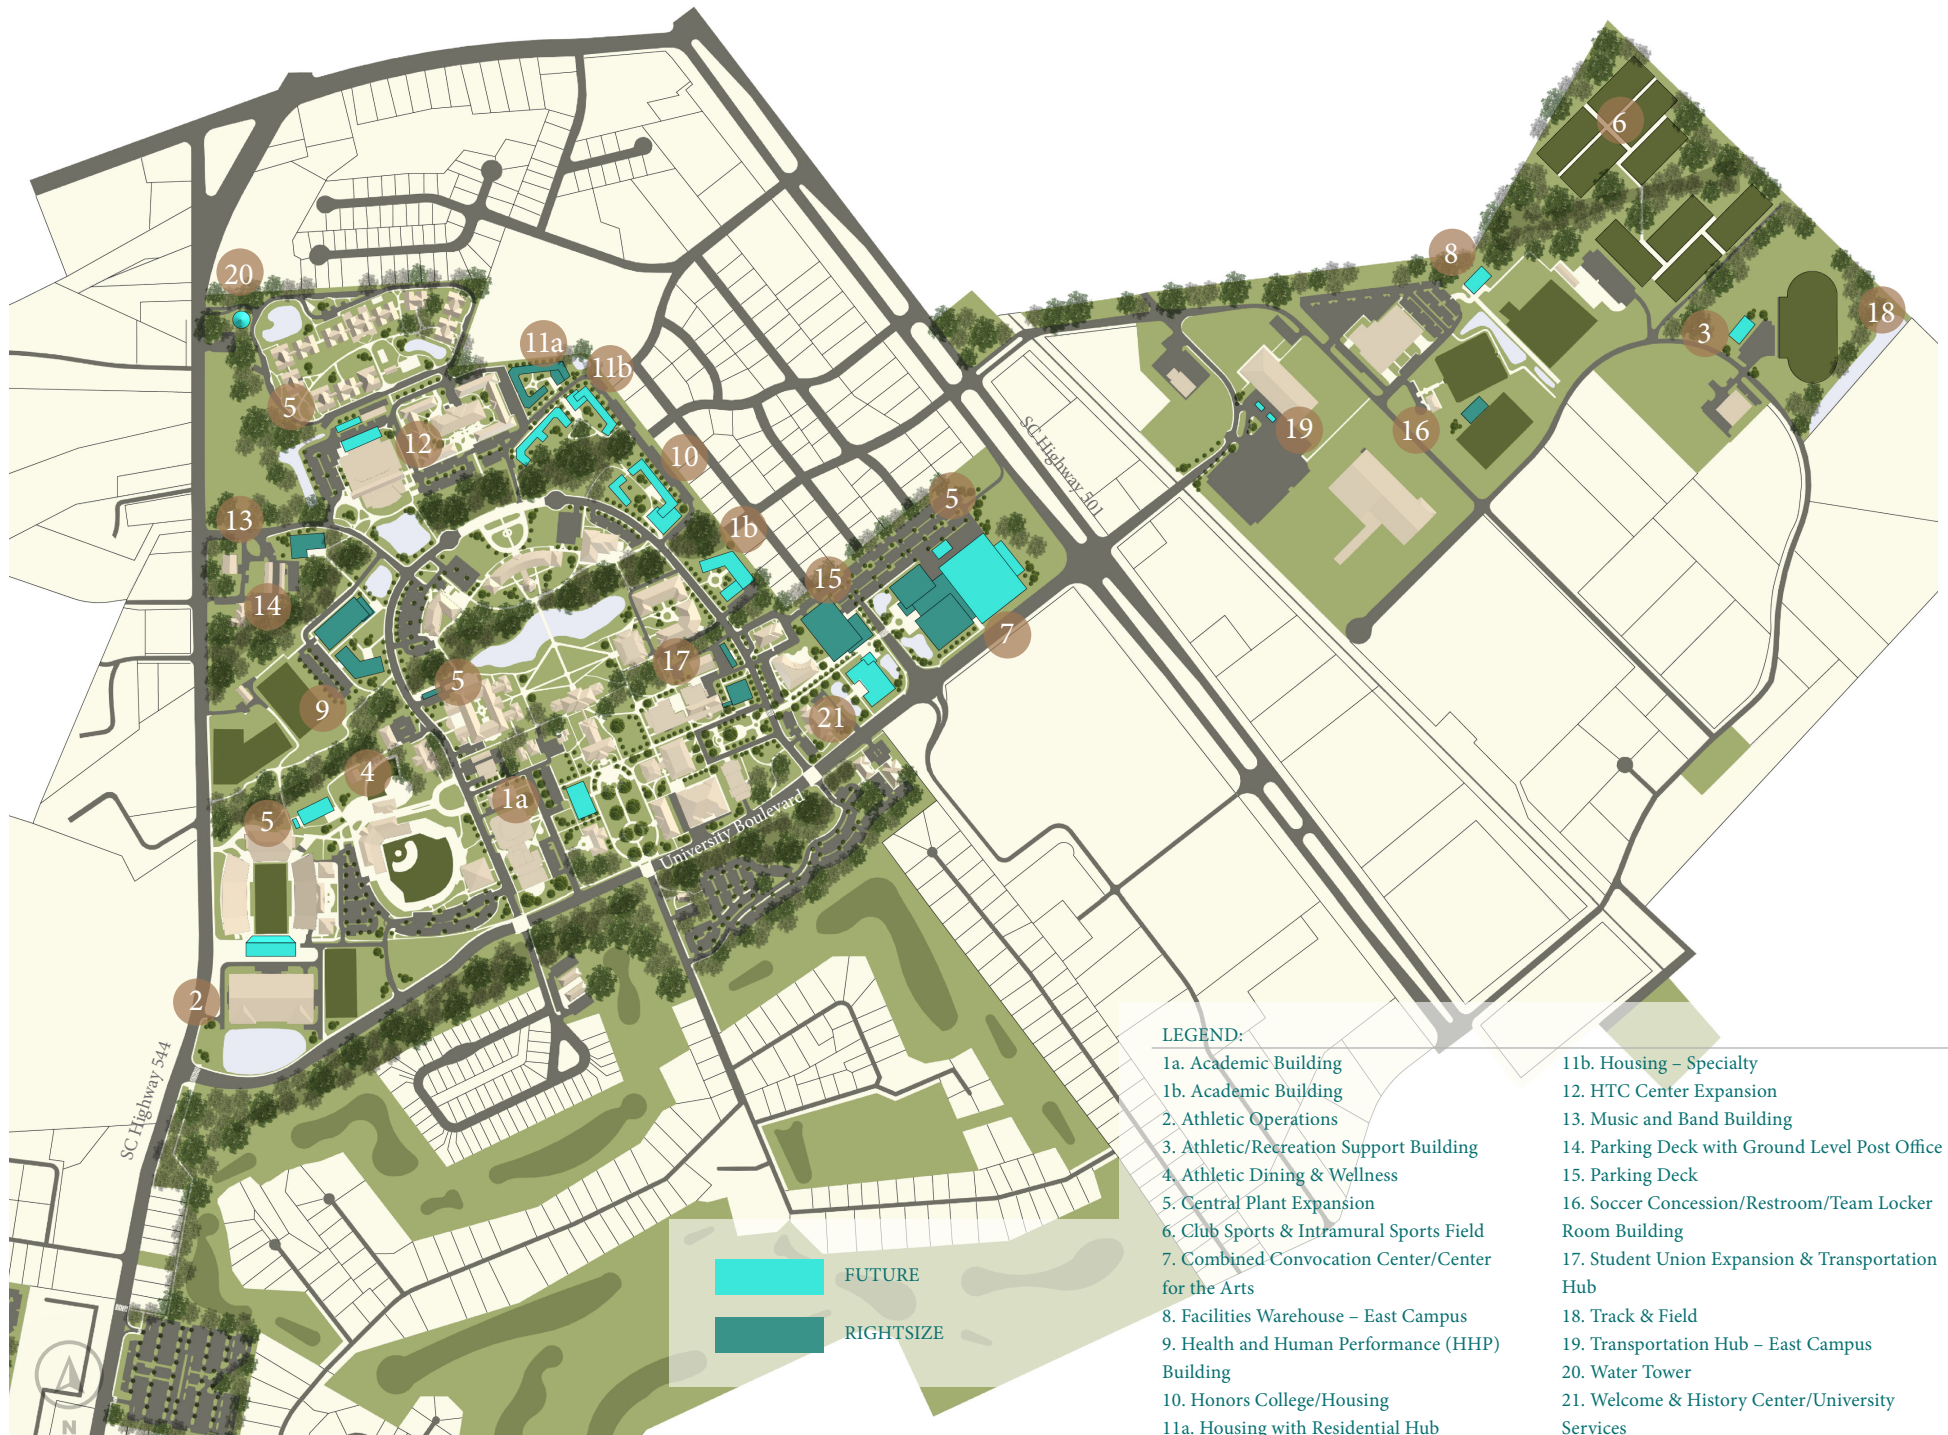 6
8
20
18
3
11a
11b
5
19
16
12
SC Highway 501
10
5
13
1b
15
14
7
17
5
9
21
4
1a
5
University Boulevard
2
SC Highway 544
LEGEND:
1a. Academic Building
1b. Academic Building
2. Athletic Operations
3. Athletic/Recreation Support Building
4. Athletic Dining & Wellness
5. Central Plant Expansion
6. Club Sports & Intramural Sports Field
7. Combined Convocation Center/Center
for the Arts
8. Facilities Warehouse – East Campus
9. Health and Human Performance (HHP)
Building
10. Honors College/Housing
11a. Housing with Residential Hub
11b. Housing – Specialty
12. HTC Center Expansion
13. Music and Band Building
14. Parking Deck with Ground Level Post Office
15. Parking Deck
16. Soccer Concession/Restroom/Team Locker
Room Building
17. Student Union Expansion & Transportation
Hub
18. Track & Field
19. Transportation Hub – East Campus
20. Water Tower
21. Welcome & History Center/University
Services
FUTURE
RIGHTSIZE
N